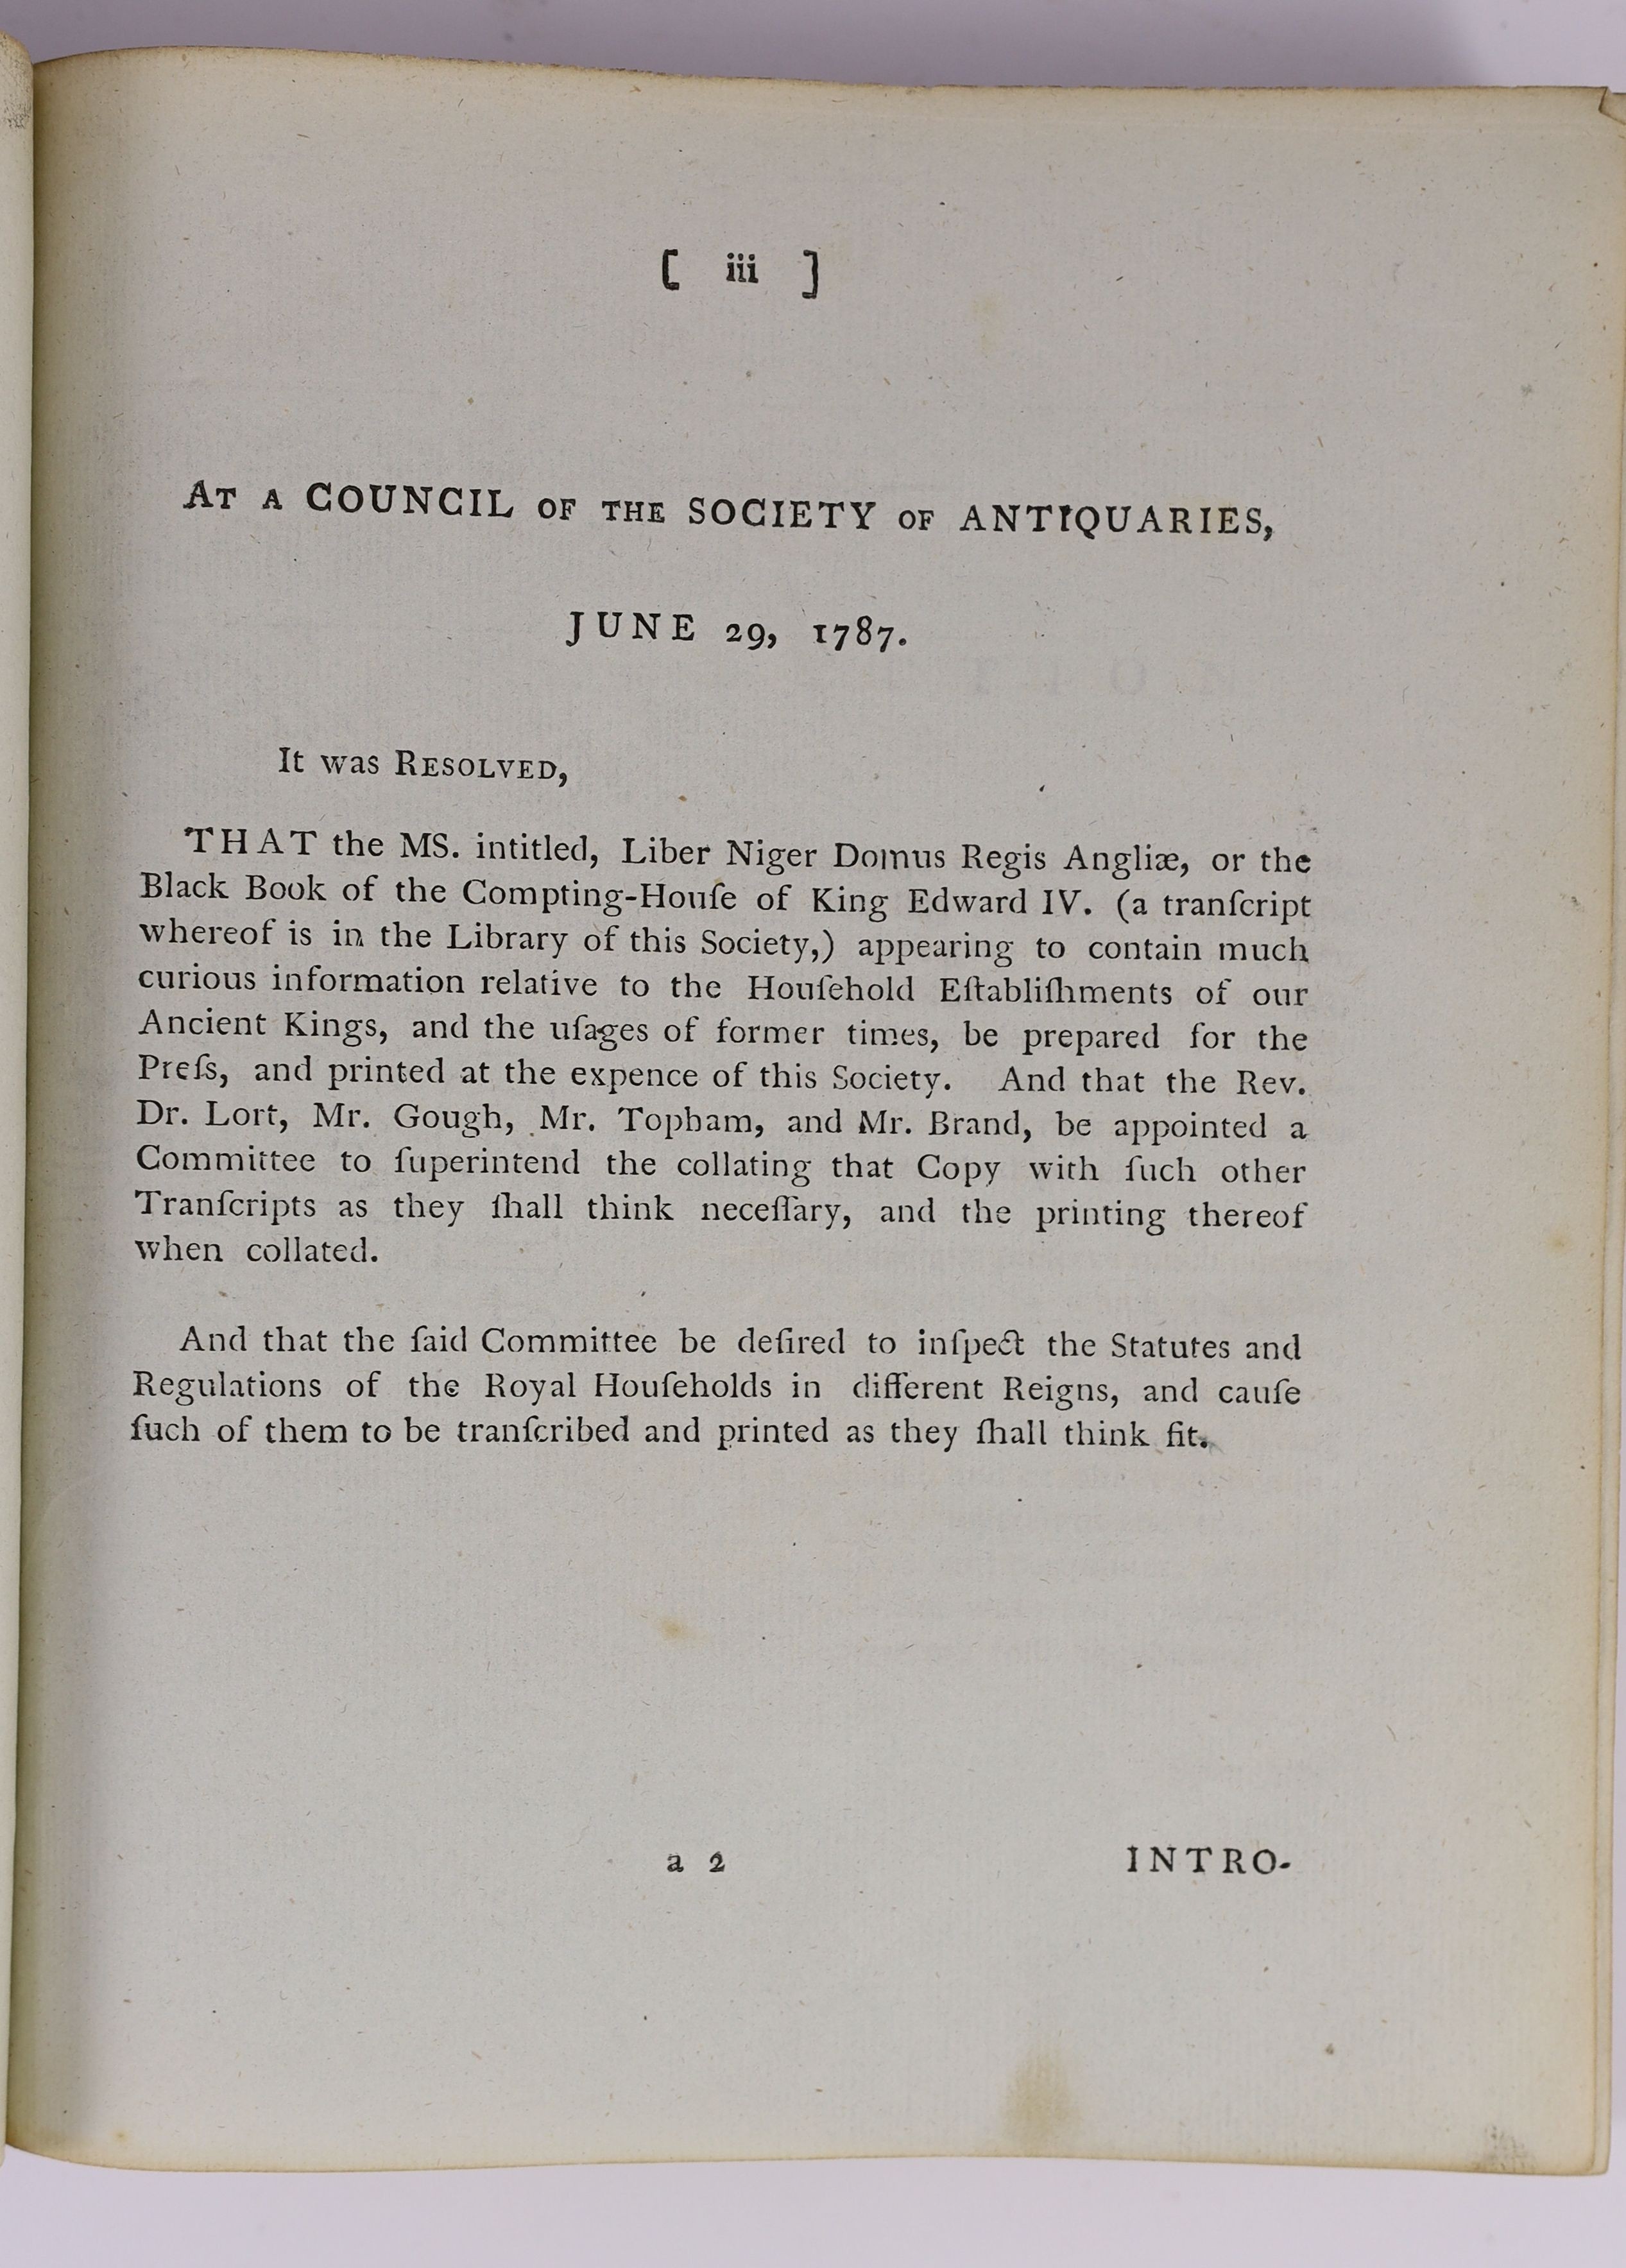 [ iii ]
AT A COUNCIL OF THE SOCIETY OF ANTIQUARIES,
JUNE 29, 1787.
It was RESOLVED,
THAT the MS. intitled, Liber Niger Domus Regis Angliæ, or the
Black Book of the Compting-Houſe of King Edward IV. (a tranſcript
whereof is in the Library of this Society,) appearing to contain much
curious information relative to the Houſehold Eſtabliſhments of our
Ancient Kings, and the uſages of former times, be prepared for the
Preſs, and printed at the expence of this Society. And that the Rev.
Dr. Lort, Mr. Gough, Mr. Topham, and Mr. Brand, be appointed a
Committee to ſuperintend the collating that Copy with ſuch other
Tranſcripts as they ſhall think neceſſary, and the printing thereof
when collated.
And that the ſaid Committee be deſired to inſpect the Statutes and
Regulations of the Royal Houſeholds in different Reigns, and cauſe
ſuch of them to be tranſcribed and printed as they ſhall think fit.
a 2 INTRO-